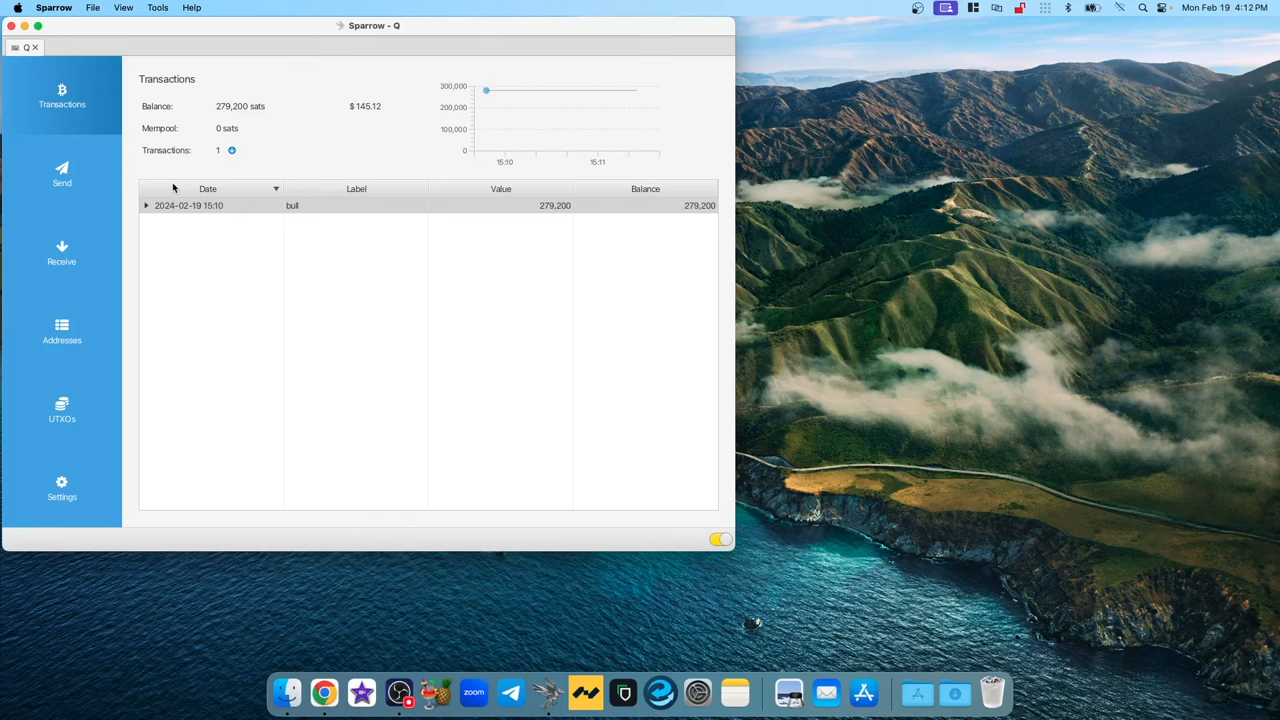 Sparrow File View Tools Help Mon Feb 19 4:12 PM
Sparrow - Q
Q
Transactions
Send
Receive
Addresses
UTXOs
Settings
Transactions
Balance: 279,200 sats $ 145.12
Mempool: 0 sats
Transactions: 1
300,000
200,000
100,000
0
15:10 15:11
Date Label Value Balance
2024-02-19 15:10 bull 279,200 279,200
zoom